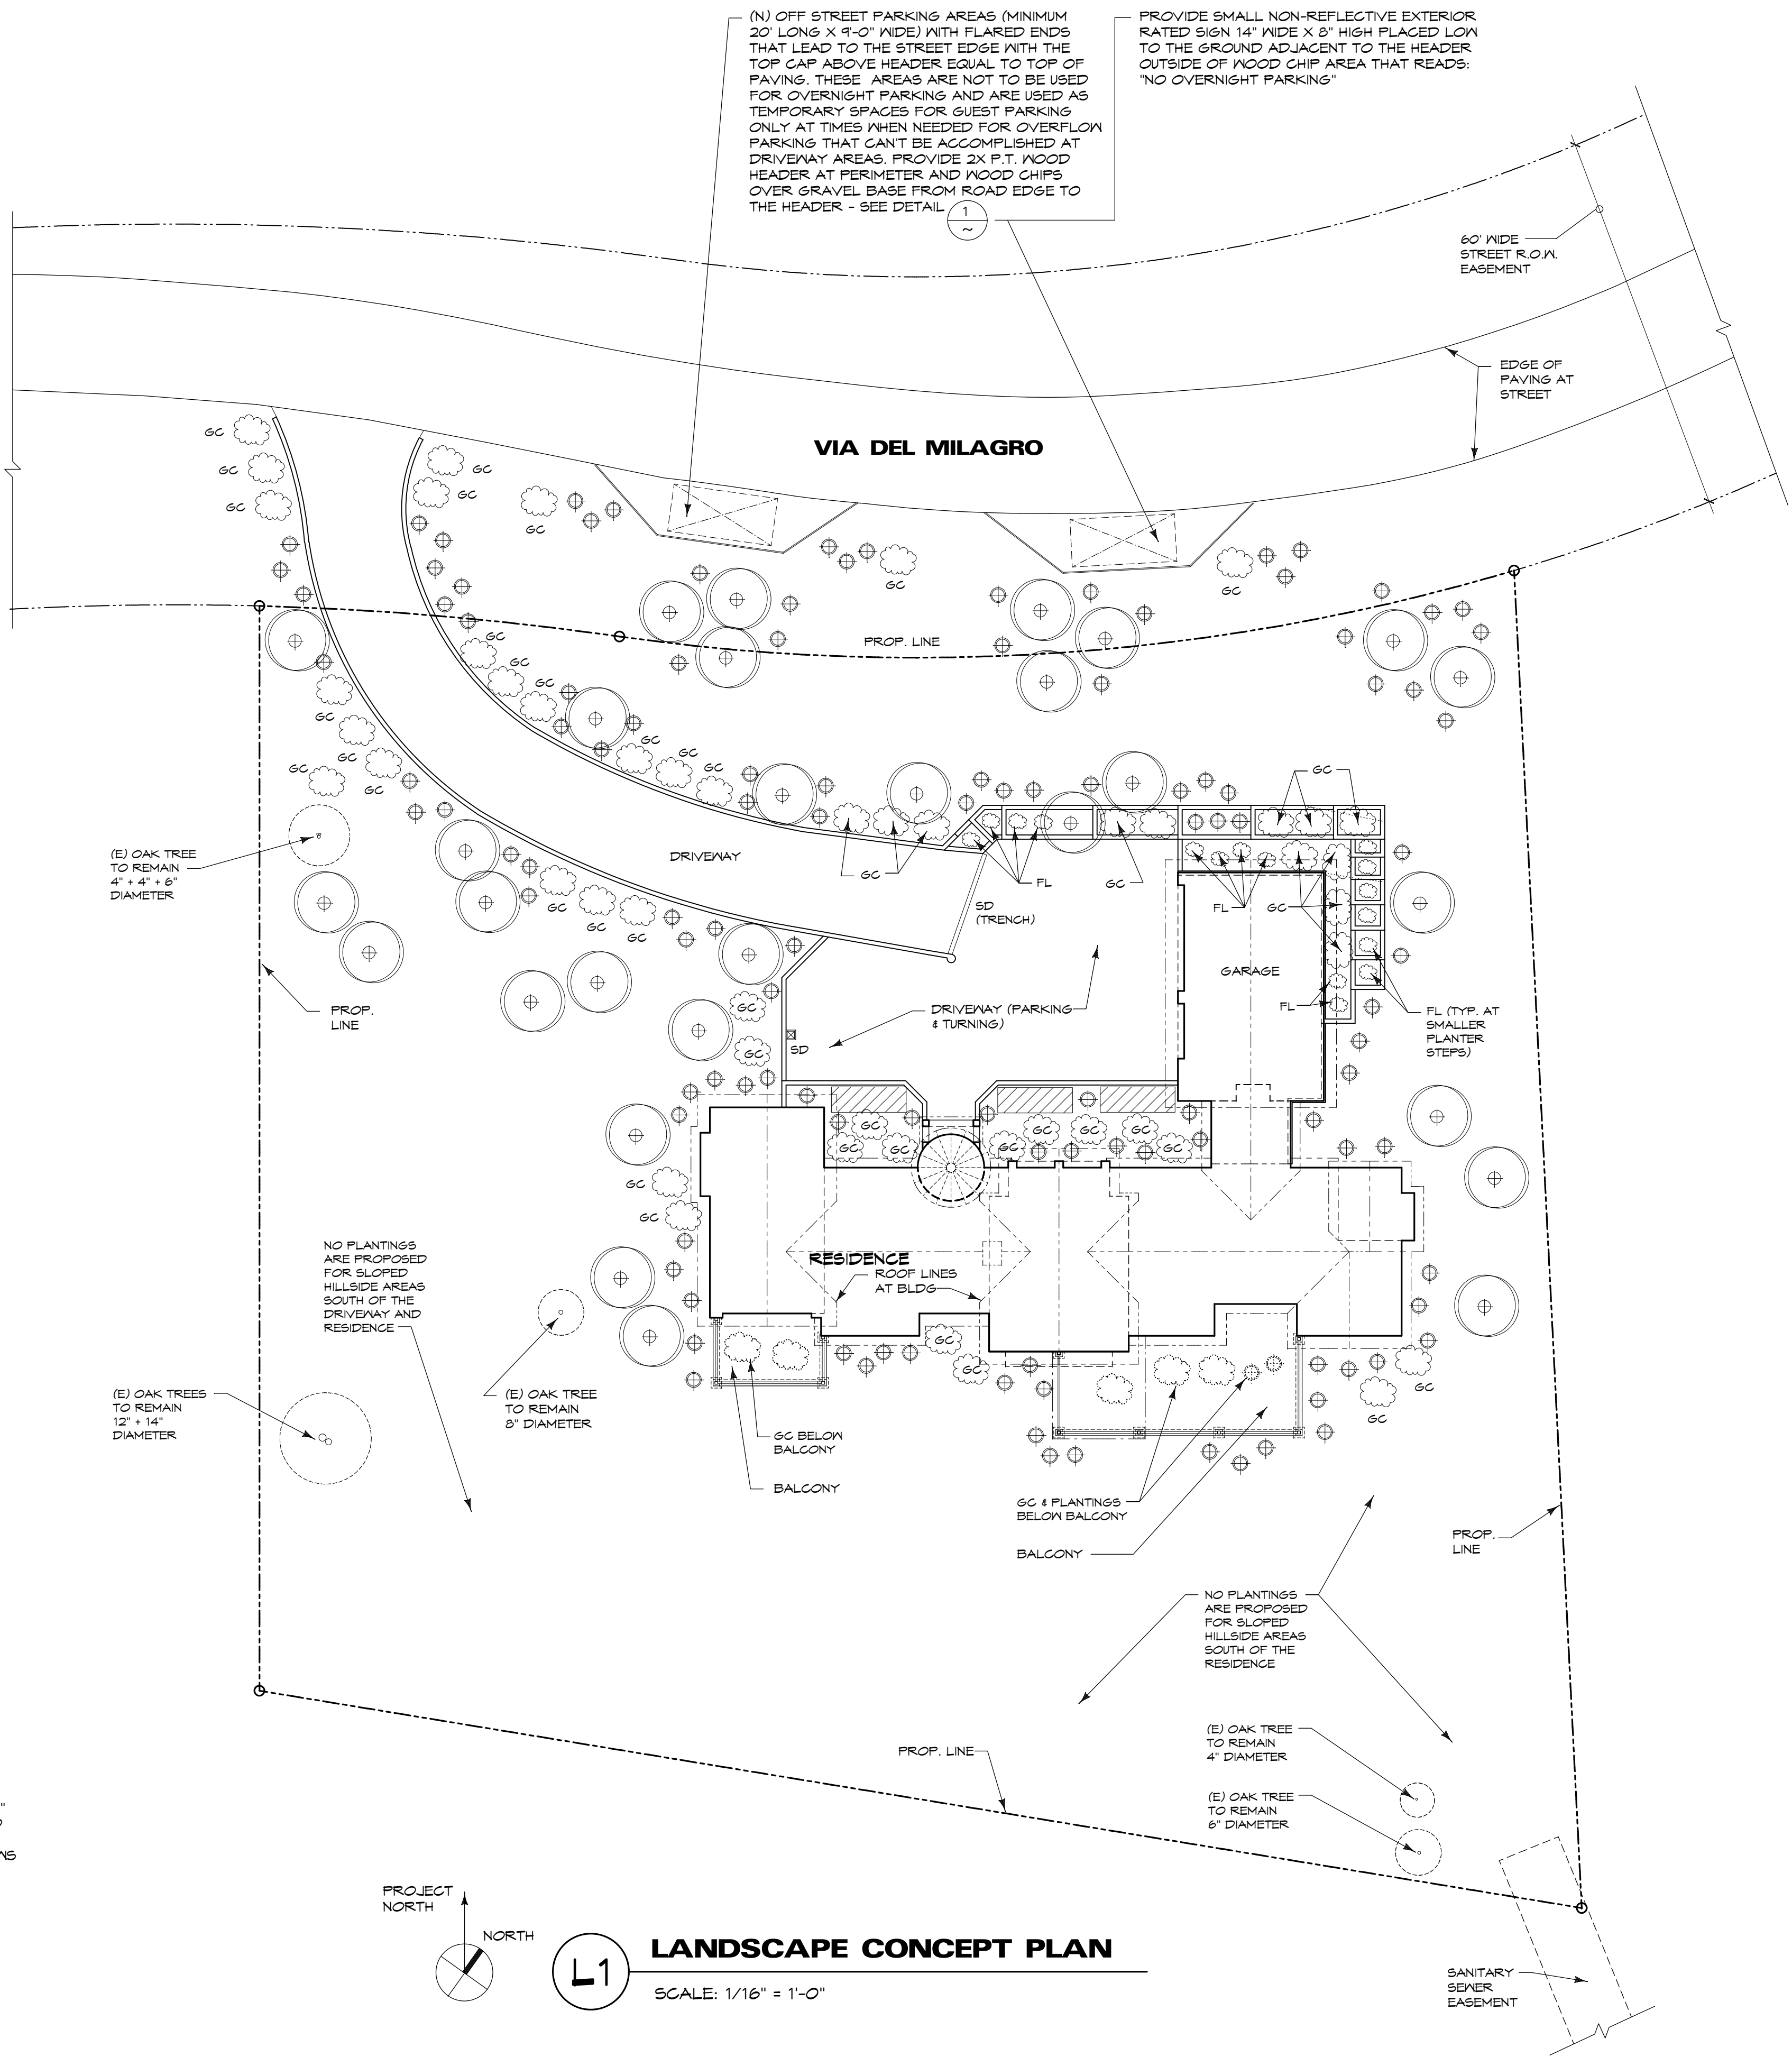 (N) OFF STREET PARKING AREAS (MINIMUM
20' LONG X 9'-0" WIDE) WITH FLARED ENDS
THAT LEAD TO THE STREET EDGE WITH THE
TOP CAP ABOVE HEADER EQUAL TO TOP OF
PAVING. THESE AREAS ARE NOT TO BE USED
FOR OVERNIGHT PARKING AND ARE USED AS
TEMPORARY SPACES FOR GUEST PARKING
ONLY AT TIMES WHEN NEEDED FOR OVERFLOW
PARKING THAT CAN'T BE ACCOMPLISHED AT
DRIVEWAY AREAS. PROVIDE 2X P.T. WOOD
HEADER AT PERIMETER AND WOOD CHIPS
OVER GRAVEL BASE FROM ROAD EDGE TO
THE HEADER - SEE DETAIL
1
~
PROVIDE SMALL NON-REFLECTIVE EXTERIOR
RATED SIGN 14" WIDE X 8" HIGH PLACED LOW
TO THE GROUND ADJACENT TO THE HEADER
OUTSIDE OF WOOD CHIP AREA THAT READS:
"NO OVERNIGHT PARKING"
60' WIDE
STREET R.O.W.
EASEMENT
EDGE OF
PAVING AT
STREET
VIA DEL MILAGRO
GC
GC
GC
GC
GC
GC
GC
GC
PROP. LINE
GC
GC
GC
GC
GC
GC
GC
GC
GC
GC
GC
(E) OAK TREE
TO REMAIN
4" + 4" + 6"
DIAMETER
DRIVEWAY
GC
FL
GC
SD
(TRENCH)
FL
GC
GC
GC
GC
GARAGE
PROP.
LINE
DRIVEWAY (PARKING
& TURNING)
FL
FL (TYP. AT
SMALLER
PLANTER
STEPS)
GC
SD
GC
GC
GC
GC
GC
GC
GC
GC
GC
GC
GC
NO PLANTINGS
ARE PROPOSED
FOR SLOPED
HILLSIDE AREAS
SOUTH OF THE
DRIVEWAY AND
RESIDENCE
RESIDENCE
ROOF LINES
AT BLDG
GC
GC
GC
GC
(E) OAK TREES
TO REMAIN
12" + 14"
DIAMETER
(E) OAK TREE
TO REMAIN
8" DIAMETER
GC BELOW
BALCONY
BALCONY
GC & PLANTINGS
BELOW BALCONY
BALCONY
PROP.
LINE
NO PLANTINGS
ARE PROPOSED
FOR SLOPED
HILLSIDE AREAS
SOUTH OF THE
RESIDENCE
(E) OAK TREE
TO REMAIN
4" DIAMETER
PROP. LINE
(E) OAK TREE
TO REMAIN
6" DIAMETER
PROJECT
NORTH
NORTH
L1
LANDSCAPE CONCEPT PLAN
SCALE: 1/16" = 1'-0"
SANITARY
SEWER
EASEMENT